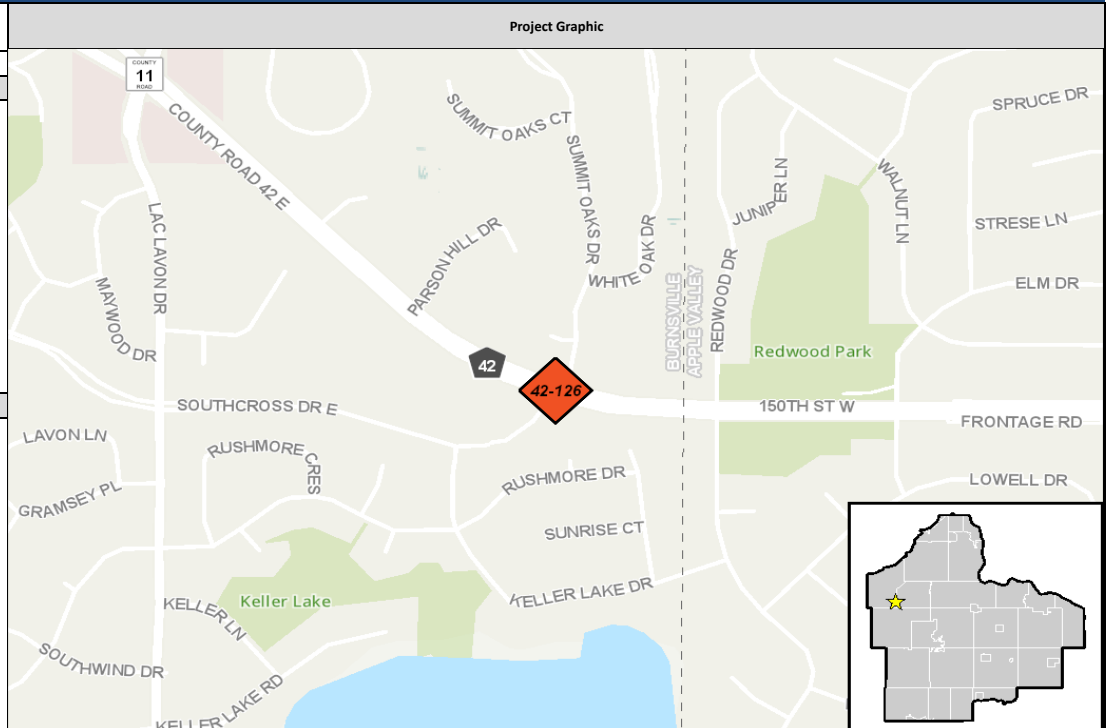 Project Graphic
COUNTY
11
ROAD
COUNTY ROAD 42 E
SUMMIT OAKS CT
SUMMIT OAKS DR
WHITE OAK DR
SPRUCE DR
JUNIPER LN
WALNUT LN
STRESE LN
ELM DR
LAC LAVON DR
MAYWOOD DR
PARSON HILL DR
BURNSVILLE
APPLE VALLEY
REDWOOD DR
Redwood Park
42
42-126
150TH ST W
FRONTAGE RD
SOUTHCROSS DR E
LAVON LN
RUSHMORE
CRES
GRAMSEY PL
RUSHMORE DR
LOWELL DR
SUNRISE CT
KELLER LAKE DR
Keller Lake
KELLER LN
SOUTHWIND DR
KELLER LAKE RD